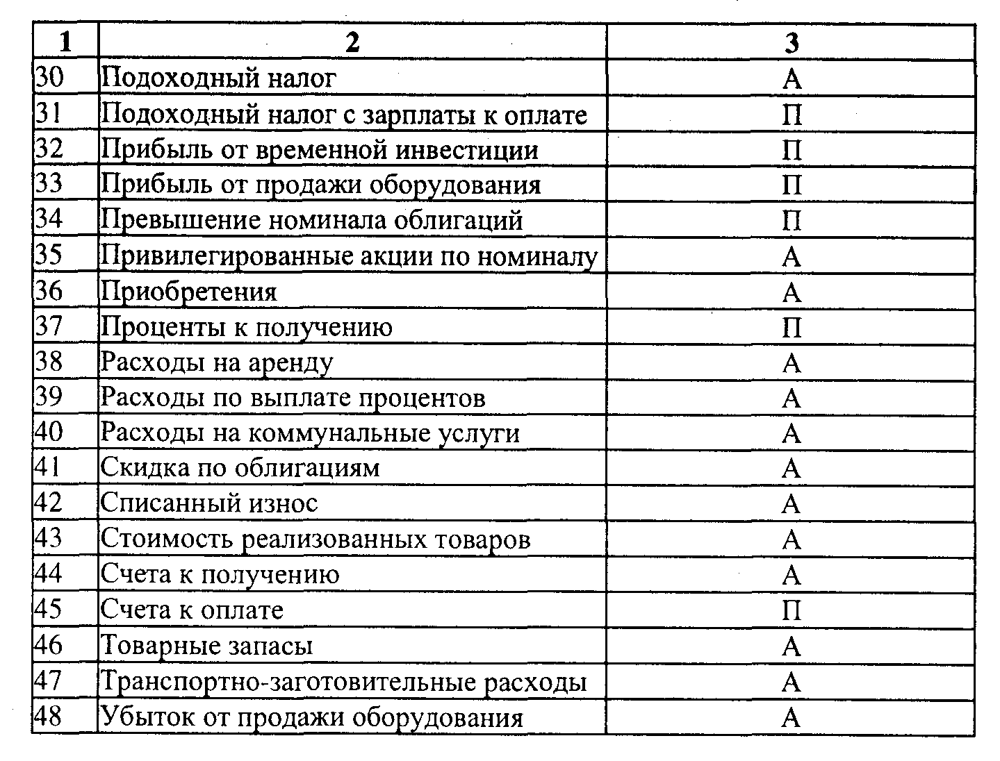 1 2 3
30 Подоходный налог А
31 Подоходный налог с зарплаты к оплате П
32 Прибыль от временной инвестиции П
33 Прибыль от продажи оборудования П
34 Превышение номинала облигаций П
35 Привилегированные акции по номиналу А
36 Приобретения А
37 Проценты к получению П
38 Расходы на аренду А
39 Расходы по выплате процентов А
40 Расходы на коммунальные услуги А
41 Скидка по облигациям А
42 Списанный износ А
43 Стоимость реализованных товаров А
44 Счета к получению А
45 Счета к оплате П
46 Товарные запасы А
47 Транспортно-заготовительные расходы А
48 Убыток от продажи оборудования А